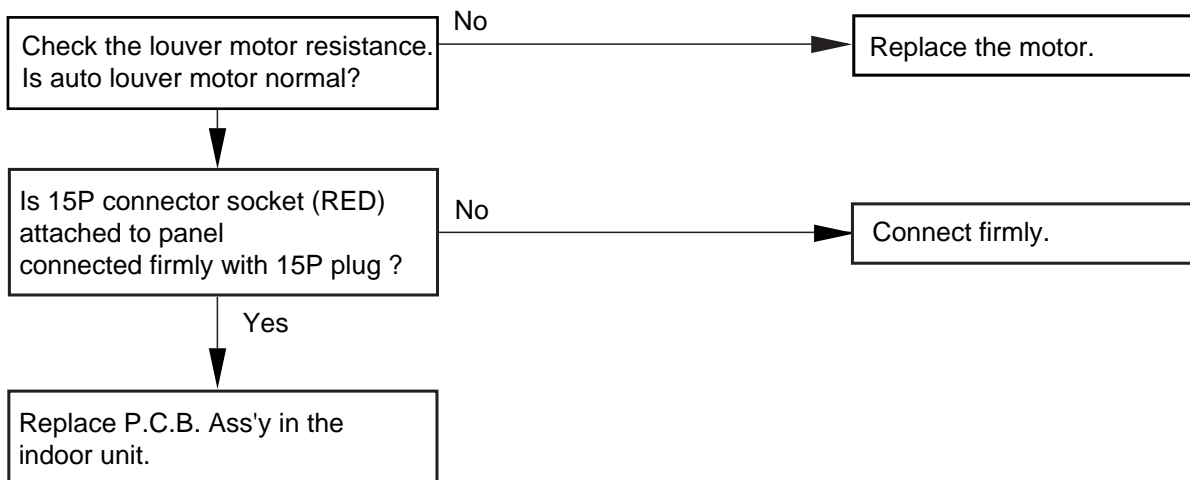 Check the louver motor resistance.
Is auto louver motor normal?
No
Replace the motor.
Is 15P connector socket (RED)
attached to panel
connected firmly with 15P plug ?
No
Connect firmly.
Yes
Replace P.C.B. Ass'y in the
indoor unit.